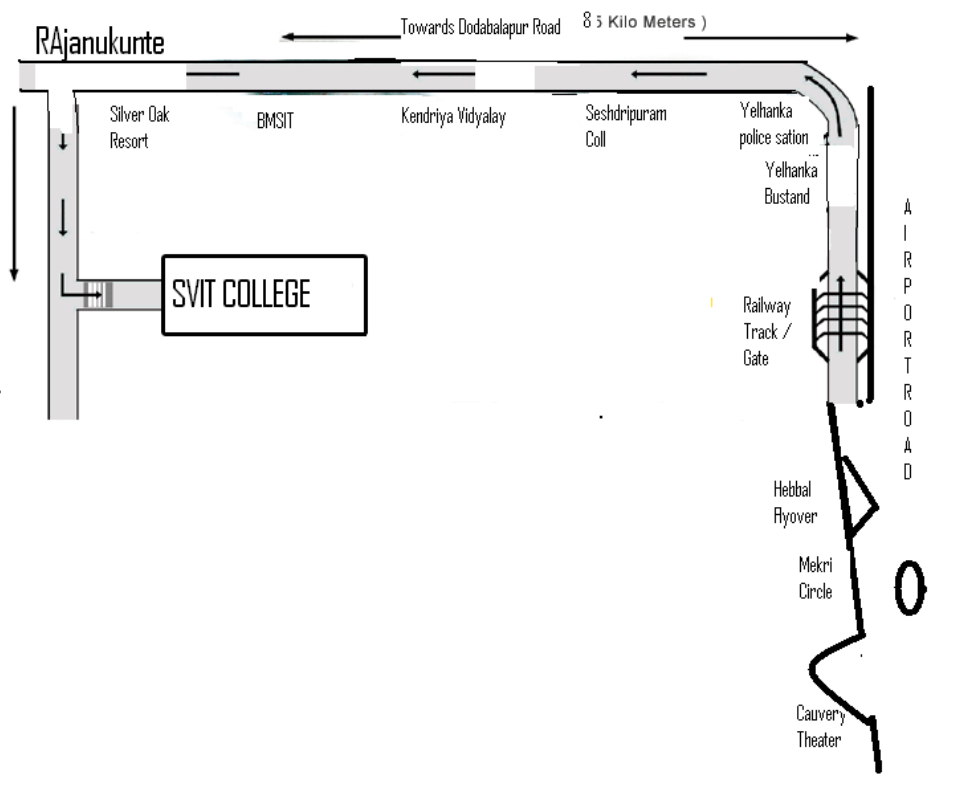 RAjanukunte
Towards Dodabalapur Road
8 5 Kilo Meters )
Silver Oak
Resort
BMSIT
Kendriya Vidyalay
Seshdripuram
Coll
Yelhanka
police sation
Yelhanka
Bustand
AIRPORTROAD
SVIT COLLEGE
Railway
Track /
Gate
Hebbal
flyover
Mekri
Circle
Cauvery
Theater